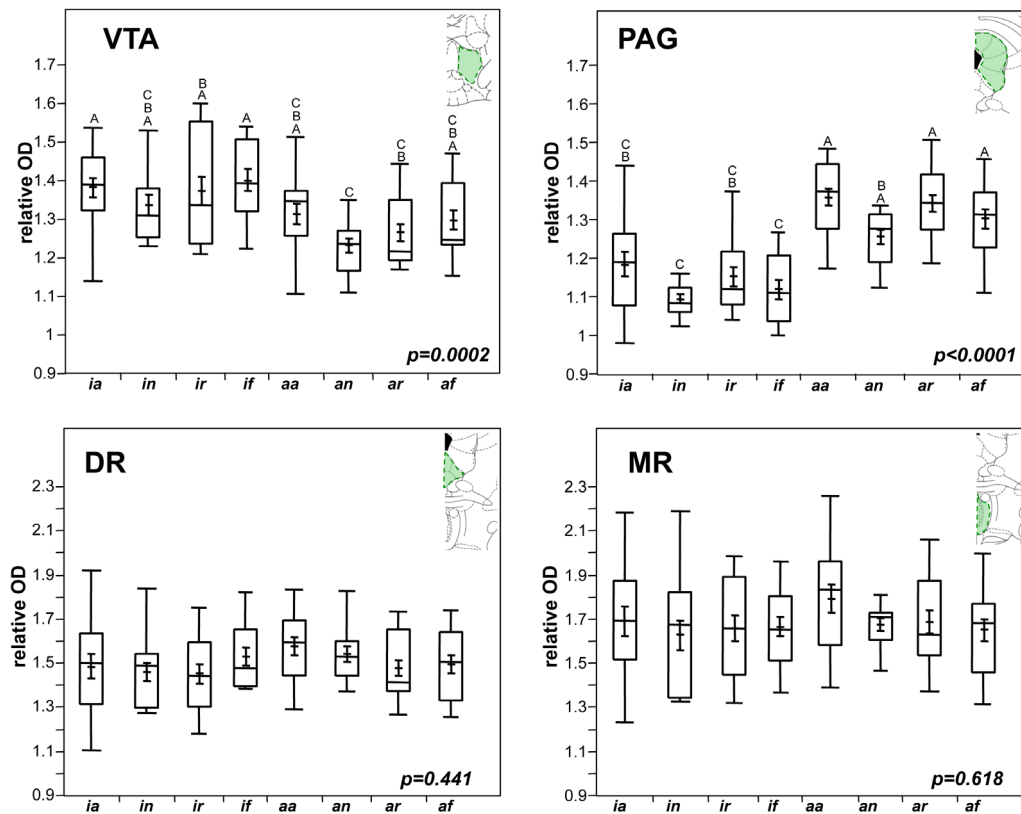 VTA
relative OD
1.7
1.6
1.5
1.4
1.3
1.2
1.1
1
0.9
A
C
B
A
B
A
A
C
B
A
C
C
B
C
B
A
p=0.0002
ia in ir if aa an ar af
PAG
relative OD
1.7
1.6
1.5
1.4
1.3
1.2
1.1
1
0.9
C
B
C
C
B
C
A
B
A
A
A
p<0.0001
ia in ir if aa an ar af
DR
relative OD
2.3
2.1
1.9
1.7
1.5
1.3
1.1
0.9
p=0.441
ia in ir if aa an ar af
MR
relative OD
2.3
2.1
1.9
1.7
1.5
1.3
1.1
0.9
p=0.618
ia in ir if aa an ar af